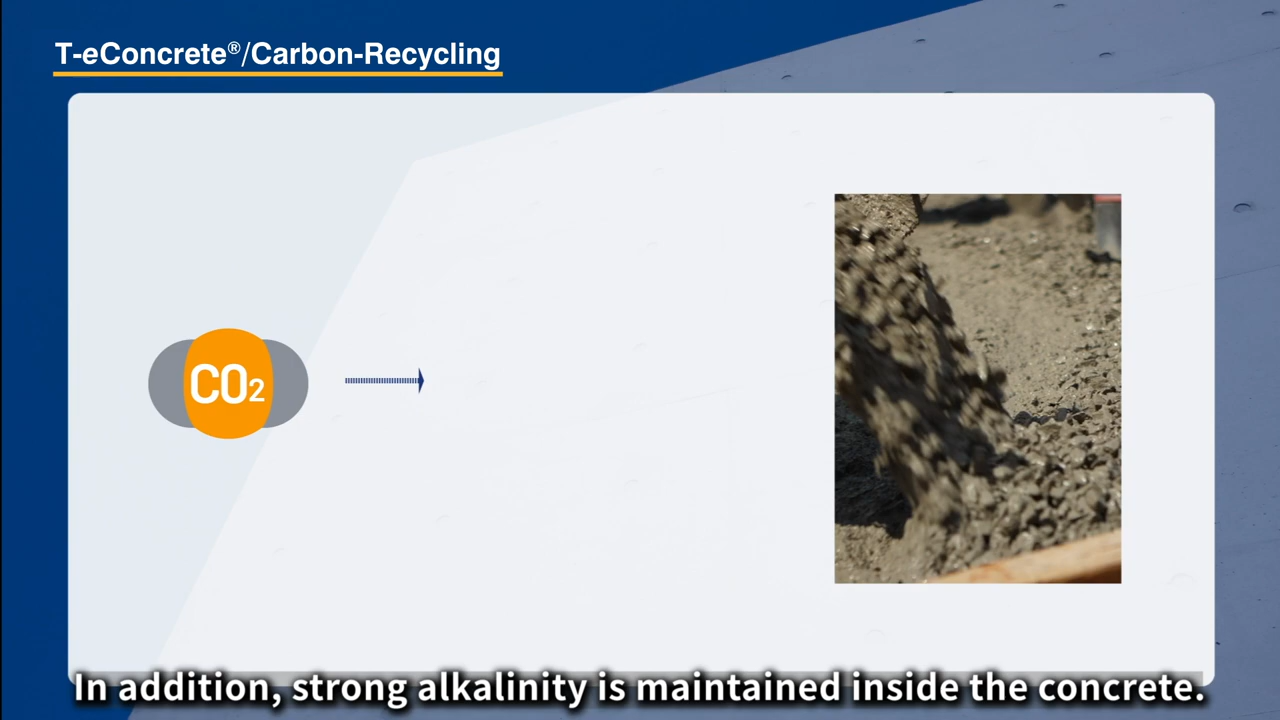 T-eConcrete®/Carbon-Recycling
CO2
In addition, strong alkalinity is maintained inside the concrete.